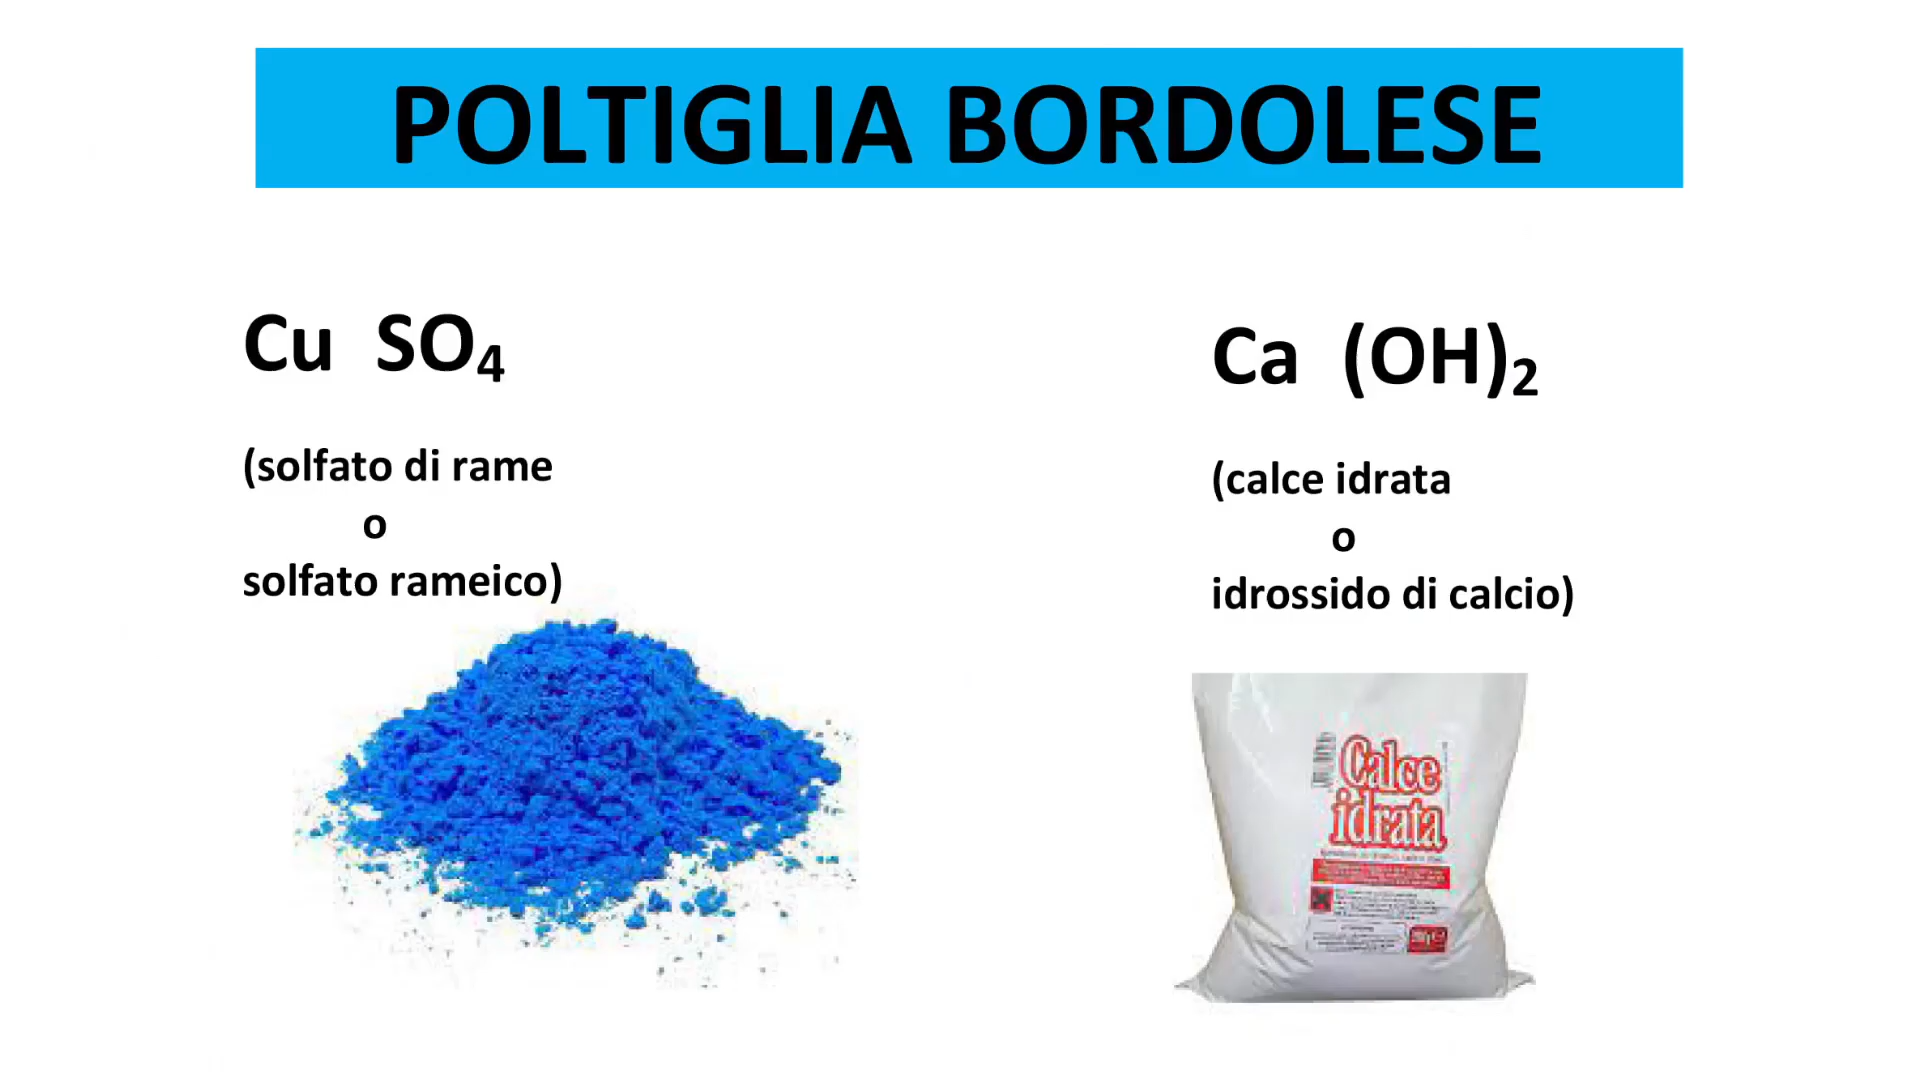 POLTIGLIA BORDOLESE
Cu SO₄
(solfato di rame
o
solfato rameico)
Ca (OH)₂
(calce idrata
o
idrossido di calcio)
Calce
idrata